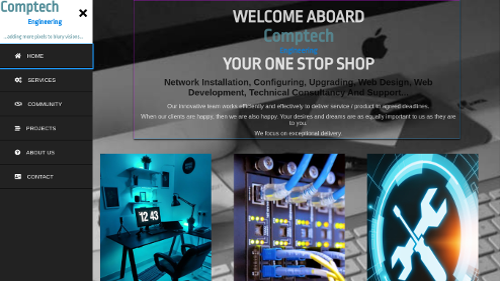 Comptech
Engineering
...adding more pixels to blury visions...
HOME
SERVICES
COMMUNITY
PROJECTS
ABOUT US
CONTACT
WELCOME ABOARD
Comptech
Engineering
YOUR ONE STOP SHOP
Network Installation, Configuring, Upgrading, Web Design, Web
Development, Technical Consultancy And Support...
Our Innovative team works efficiently and effectively to deliver service / product to agreed deadlines.
When our clients are happy, then we are also happy. Your desires and dreams are as equally important to us as they are
to you.
We focus on exceptional delivery.
12 43